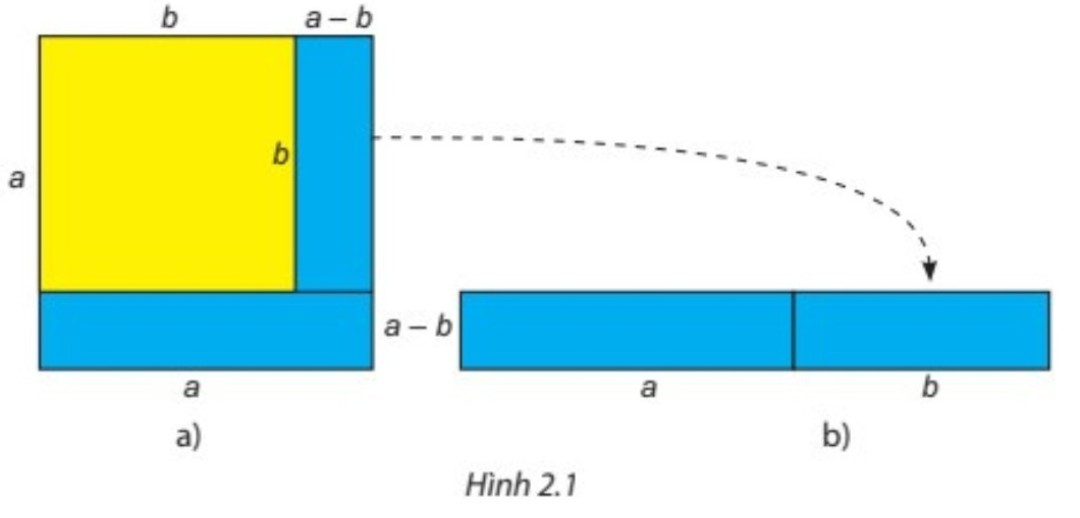 b a – b
a
b
a – b
a
a b
a) b)
Hình 2.1